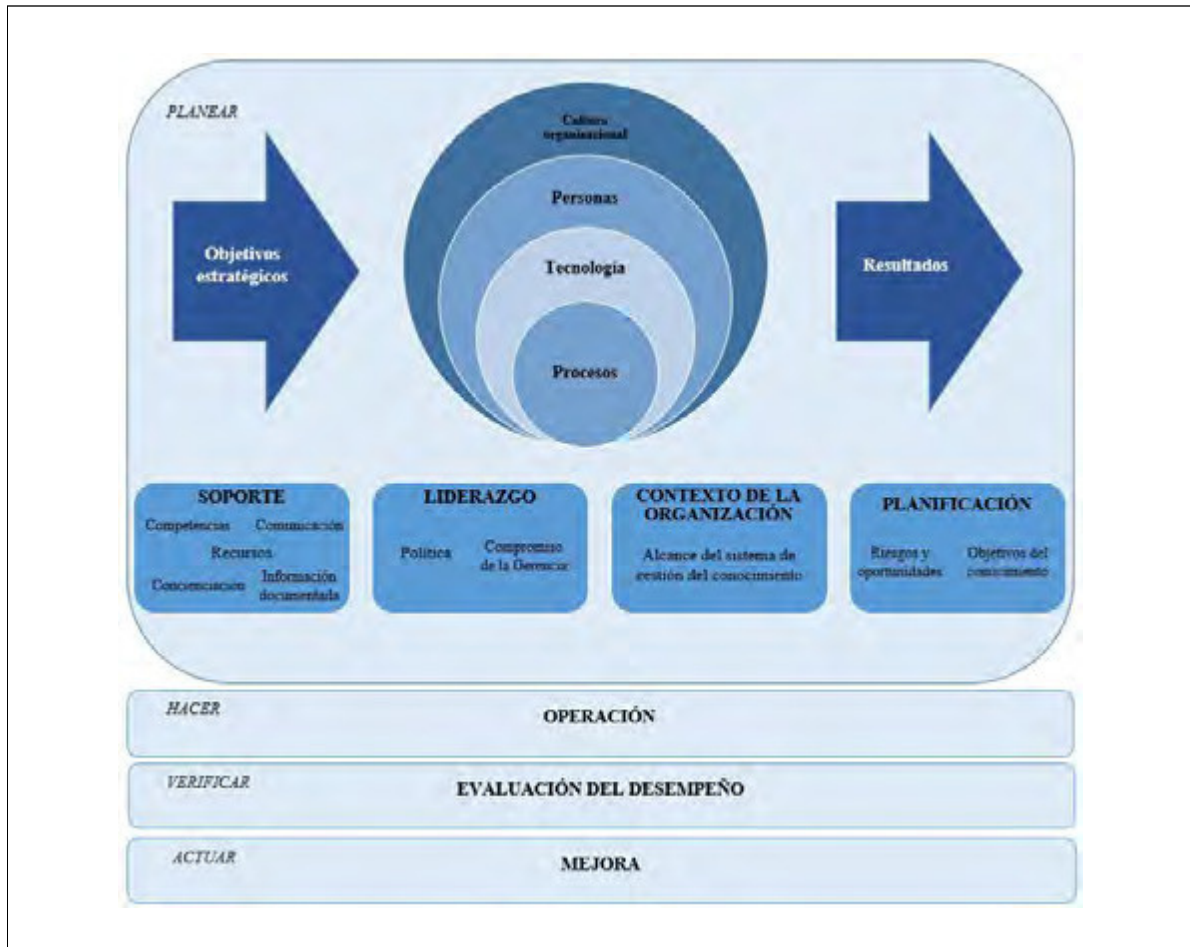 PLANEAR
Cultura
organizacional
Personas
Tecnología
Procesos
Objetivos
estratégicos
Resultados
SOPORTE
Competencias Comunicación
Recursos
Concienciación
Información
documentada
LIDERAZGO
Política
Compromiso
de la Gerencia
CONTEXTO DE LA
ORGANIZACIÓN
Alcance del sistema de
gestión del conocimiento
PLANIFICACIÓN
Riesgos y
oportunidades
Objetivos del
conocimiento
HACER
OPERACIÓN
VERIFICAR
EVALUACIÓN DEL DESEMPEÑO
ACTUAR
MEJORA